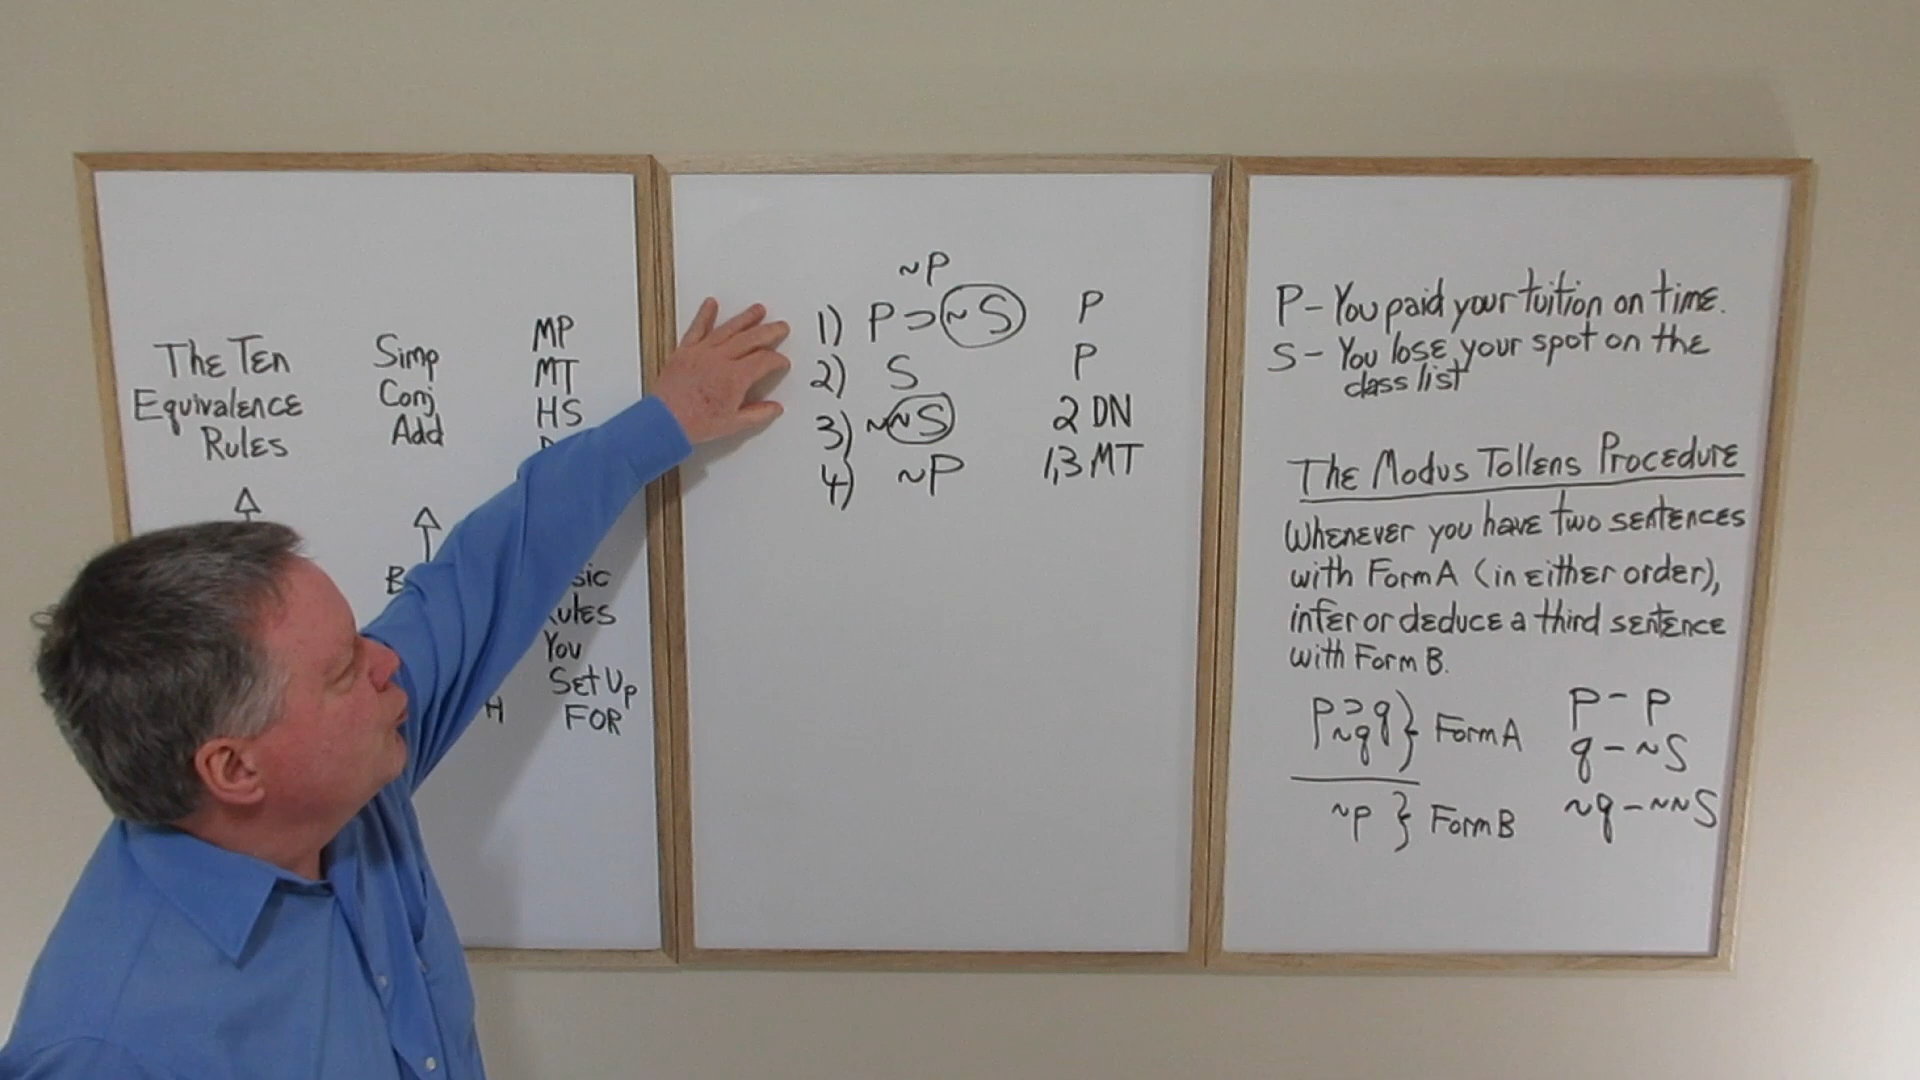 The Ten
Equivalence
Rules
Simp
Conj
Add
MP
MT
HS
Rules
You
Set Up
FOR
~P
1) P ⊃ ~S P
2) S P
3) ~~S 2 DN
4) ~P 1,3 MT
P – You paid your tuition on time.
S – You lose your spot on the
class list
The Modus Tollens Procedure
Whenever you have two sentences
with Form A (in either order),
infer or deduce a third sentence
with Form B.
p ⊃ q
~q } Form A
~p } Form B
p – P
q – ~S
~q – ~~S